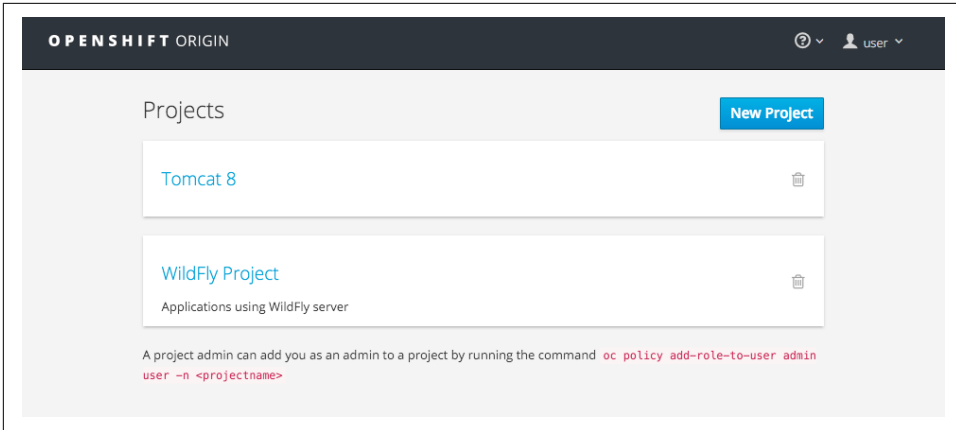 OPENSHIFT ORIGIN
user
Projects
New Project
Tomcat 8
WildFly Project
Applications using WildFly server
A project admin can add you as an admin to a project by running the command oc policy add-role-to-user admin
user -n <projectname>